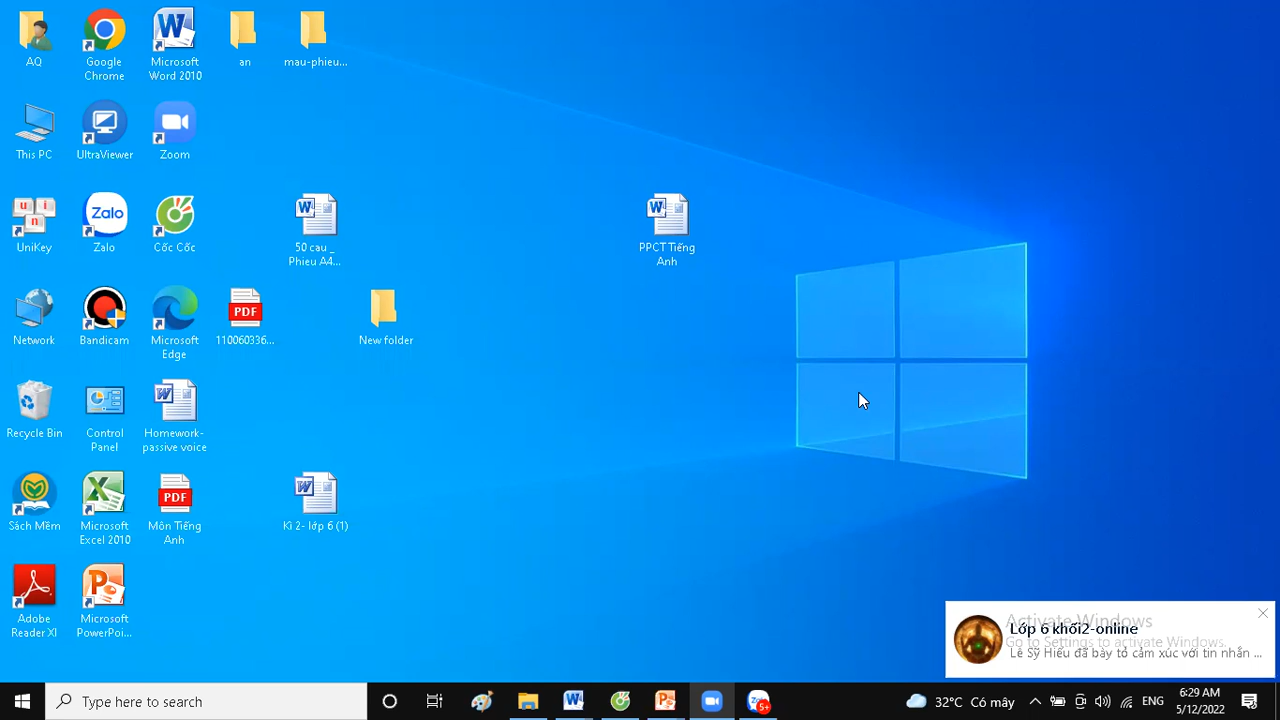 AQ
Google
Chrome
Microsoft
Word 2010
an
mau-phieu...
This PC
UltraViewer
Zoom
u i
n
UniKey
Zalo
Zalo
Cốc Cốc
50 cau _
Phieu A4...
PPCT Tiếng
Anh
Network
Bandicam
Microsoft
Edge
PDF
110060336...
New folder
Recycle Bin
Control
Panel
Homework-
passive voice
Sách Mềm
Microsoft
Excel 2010
PDF
Môn Tiếng
Anh
Kì 2- lớp 6 (1)
Adobe
Reader XI
Microsoft
PowerPoi...
Activate Windows
Lớp 6 khối2-online
Go to Settings to activate Windows.
Lê Sỹ Hiếu đã bày tỏ cảm xúc với tin nhắn ...
Type here to search
Zalo
5+
32°C Có mây
ENG
6:29 AM
5/12/2022